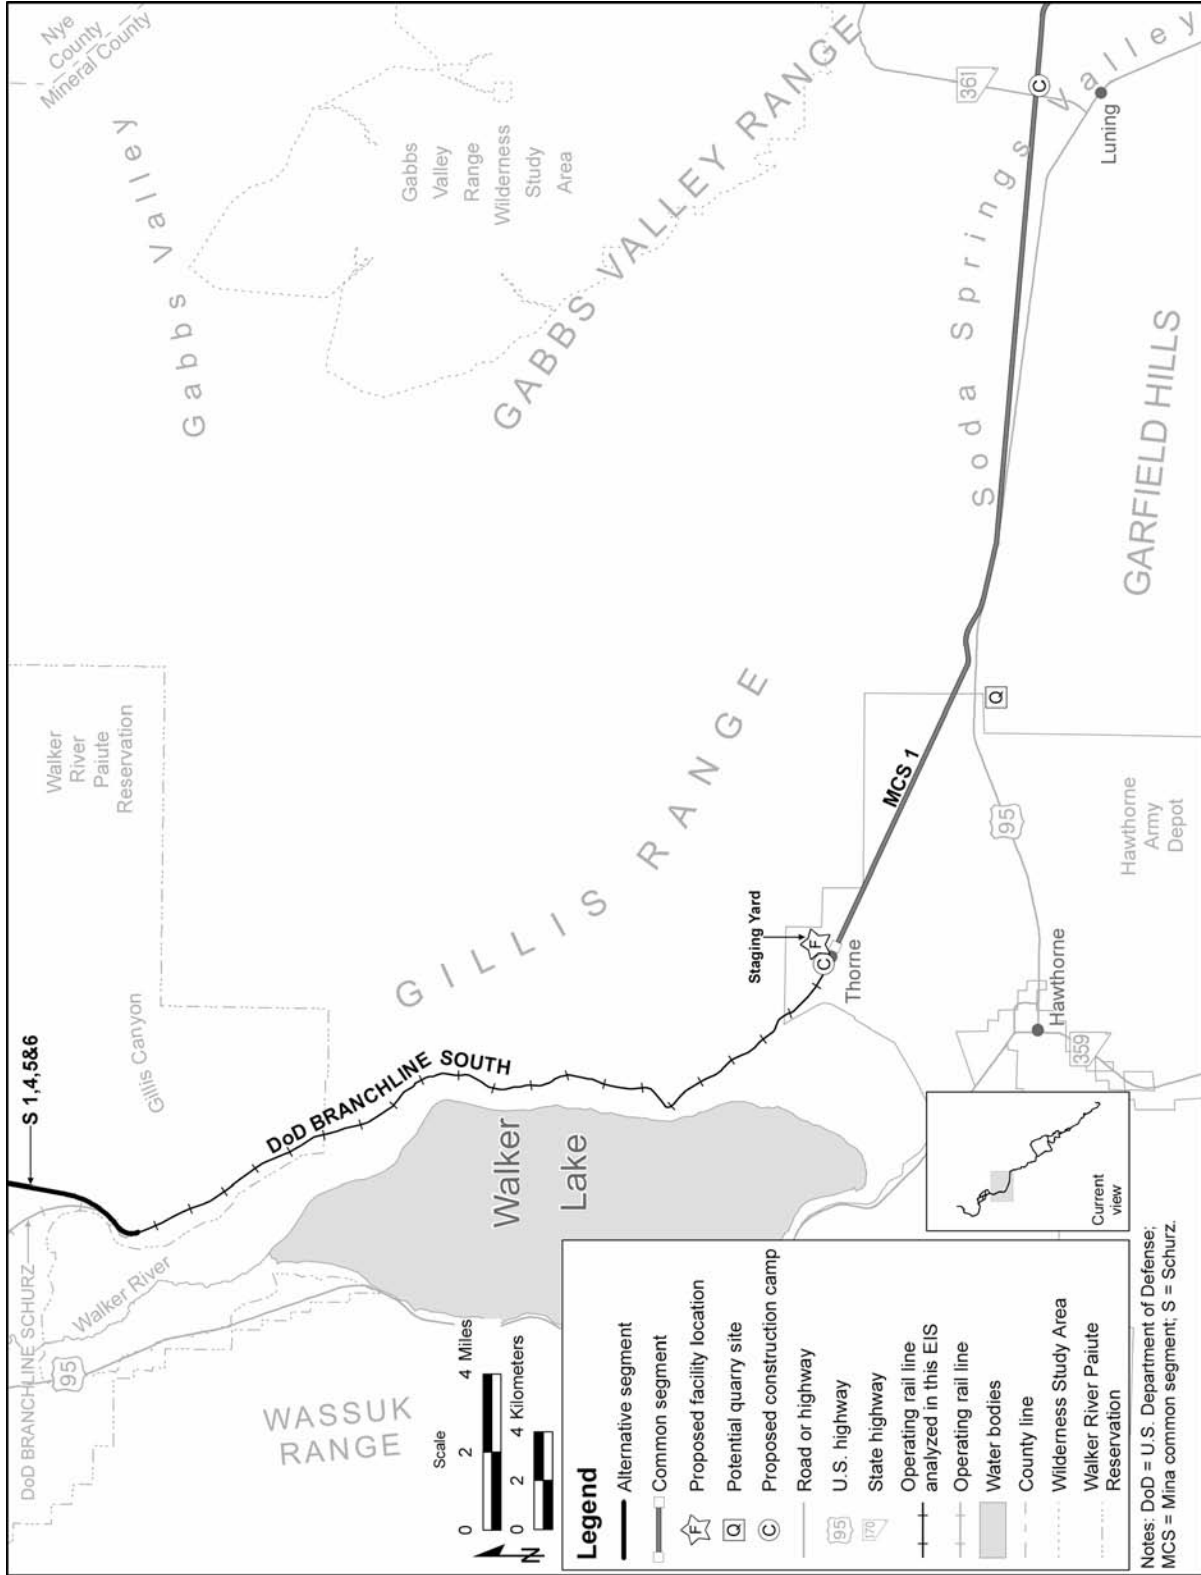 Nye
County
Mineral County
Gabbs Valley
Gabbs
Valley
Range
Wilderness
Study
Area
GABBS VALLEY RANGE
361
C
Luning
Soda Springs Valley
GARFIELD HILLS
Walker
River
Paiute
Reservation
GILLIS RANGE
Gillis Canyon
S 1,4,5&6
DoD BRANCHLINE SOUTH
DoD BRANCHLINE SCHURZ
Walker River
95
WASSUK
RANGE
Walker
Lake
Staging Yard
F
C
Thorne
MCS 1
Q
95
Hawthorne
Army
Depot
Hawthorne
359
Scale
0 2 4 Miles
0 2 4 Kilometers
N
Legend
Alternative segment
Common segment
F Proposed facility location
Q Potential quarry site
C Proposed construction camp
Road or highway
95 U.S. highway
170 State highway
Operating rail line
analyzed in this EIS
Operating rail line
Water bodies
County line
Wilderness Study Area
Walker River Paiute
Reservation
Current
view
Notes: DoD = U.S. Department of Defense;
MCS = Mina common segment; S = Schurz.